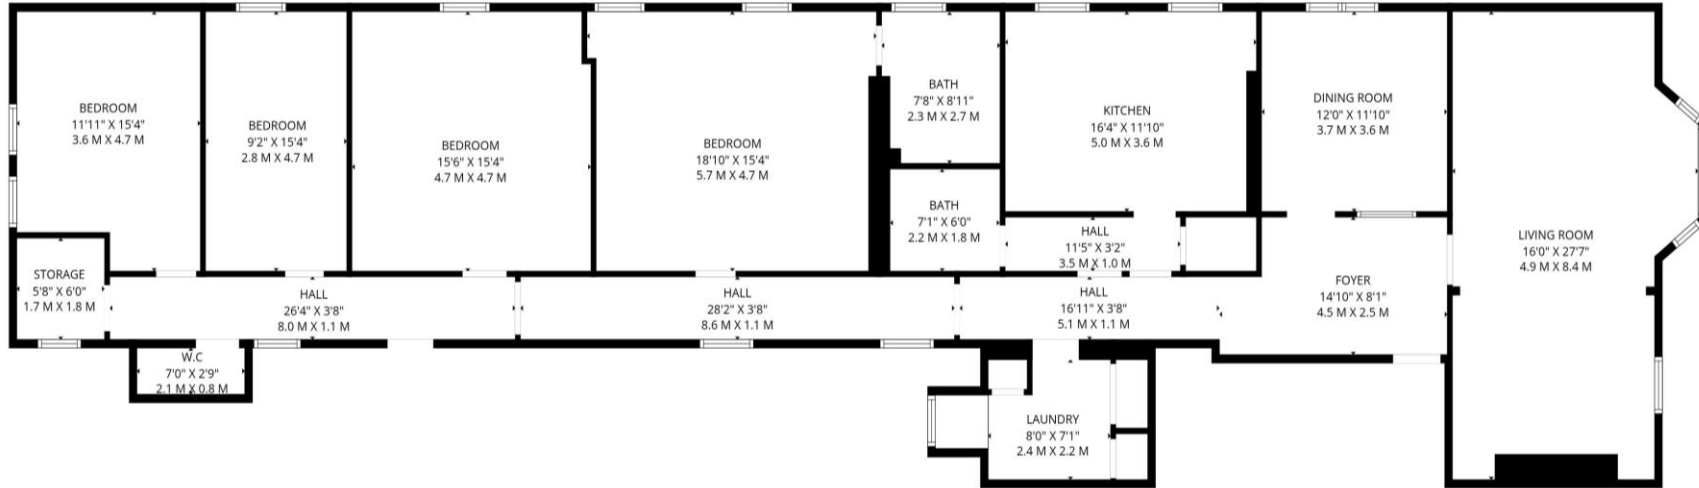 BEDROOM
11'11" X 15'4"
3.6 M X 4.7 M
BEDROOM
9'2" X 15'4"
2.8 M X 4.7 M
BEDROOM
15'6" X 15'4"
4.7 M X 4.7 M
BEDROOM
18'10" X 15'4"
5.7 M X 4.7 M
BATH
7'8" X 8'11"
2.3 M X 2.7 M
KITCHEN
16'4" X 11'10"
5.0 M X 3.6 M
DINING ROOM
12'0" X 11'10"
3.7 M X 3.6 M
BATH
7'1" X 6'0"
2.2 M X 1.8 M
HALL
11'5" X 3'2"
3.5 M X 1.0 M
LIVING ROOM
16'0" X 27'7"
4.9 M X 8.4 M
STORAGE
5'8" X 6'0"
1.7 M X 1.8 M
HALL
26'4" X 3'8"
8.0 M X 1.1 M
HALL
28'2" X 3'8"
8.6 M X 1.1 M
HALL
16'11" X 3'8"
5.1 M X 1.1 M
FOYER
14'10" X 8'1"
4.5 M X 2.5 M
W.C
7'0" X 2'9"
2.1 M X 0.8 M
LAUNDRY
8'0" X 7'1"
2.4 M X 2.2 M